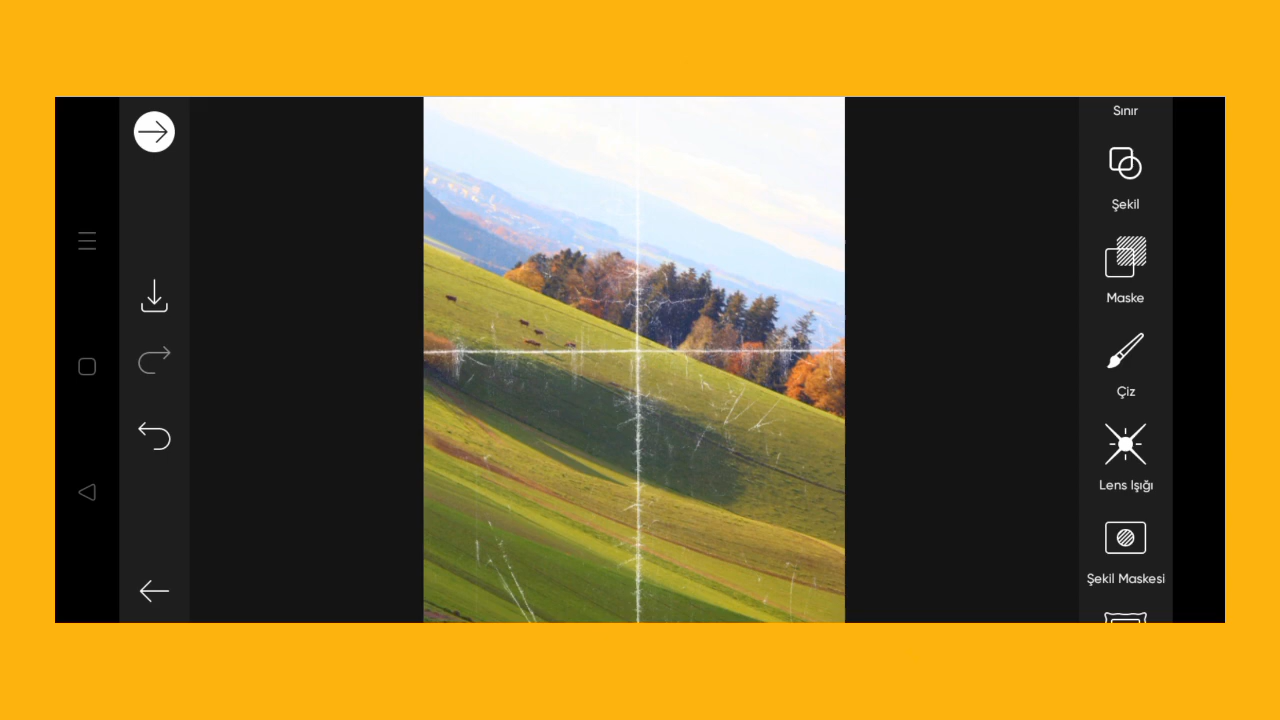 Sınır
Şekil
Maske
Çiz
Lens Işığı
Şekil Maskesi